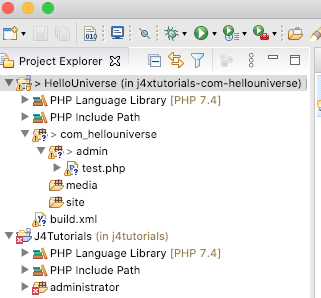 Project Explorer
> HelloUniverse (in j4xtutorials-com-hellouniverse)
PHP Language Library [PHP 7.4]
PHP Include Path
> com_hellouniverse
> admin
> test.php
media
site
build.xml
J4Tutorials (in j4tutorials)
PHP Language Library [PHP 7.4]
PHP Include Path
administrator